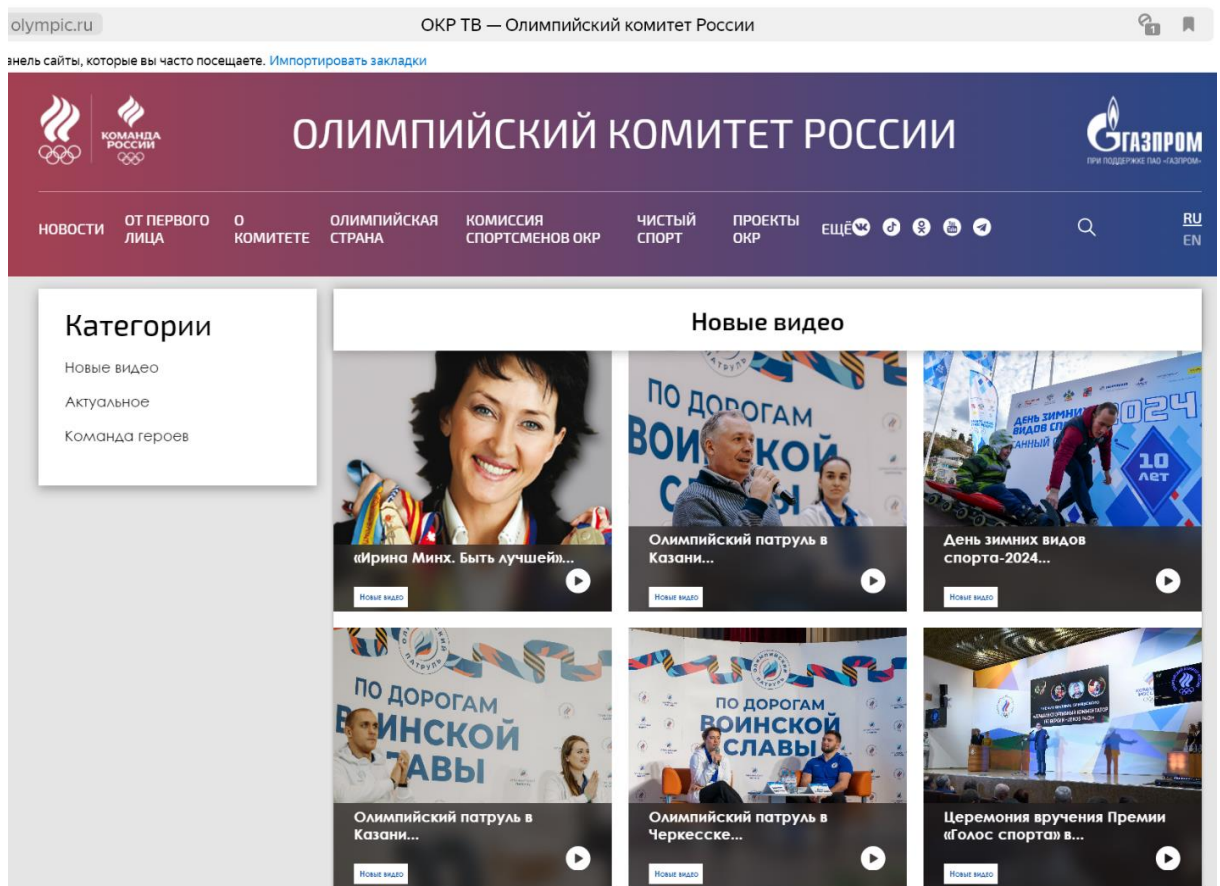 olympic.ru
ОКР ТВ — Олимпийский комитет России
1
анель сайты, которые вы часто посещаете. Импортировать закладки
КОМАНДА
РОССИИ
ОЛИМПИЙСКИЙ КОМИТЕТ РОССИИ
ГАЗПРОМ
ПРИ ПОДДЕРЖКЕ ПАО «ГАЗПРОМ»
НОВОСТИ
ОТ ПЕРВОГО
ЛИЦА
О
КОМИТЕТЕ
ОЛИМПИЙСКАЯ
СТРАНА
КОМИССИЯ
СПОРТСМЕНОВ ОКР
ЧИСТЫЙ
СПОРТ
ПРОЕКТЫ
ОКР
ЕЩЁ
RU
EN
Категории
Новые видео
Актуальное
Команда героев
Новые видео
«Ирина Минх. Быть лучшей»...
Новые видео
ПАТРУЛЬ
ПО ДОРОГАМ
ВОИНСКОЙ
СЛАВЫ
Олимпийский патруль в
Казани...
Новые видео
ДЕНЬ ЗИМНИХ
ВИДОВ
2024
10
ЛЕТ
День зимних видов
спорта-2024...
Новые видео
ПАТРУЛЬ
ПО ДОРОГАМ
ВОИНСКОЙ
СЛАВЫ
Олимпийский патруль в
Казани...
Новые видео
ПАТРУЛЬ
ПО ДОРОГАМ
ВОИНСКОЙ
СЛАВЫ
Олимпийский патруль в
Черкесске...
Новые видео
Церемония вручения Премии
«Голос спорта» в...
Новые видео